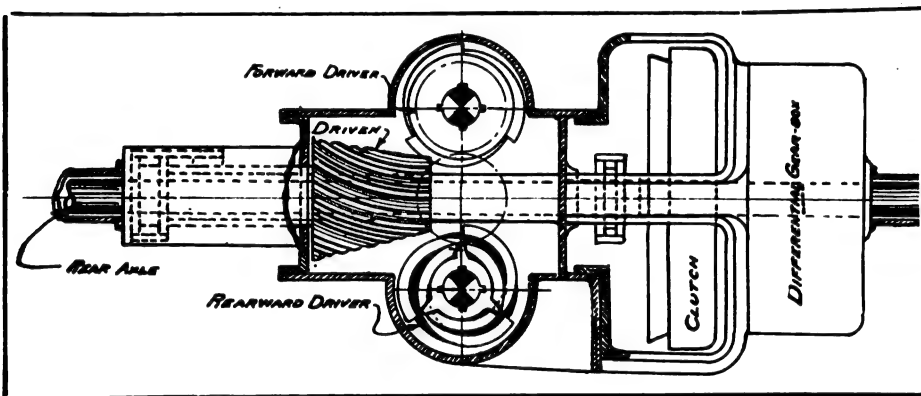 FORWARD DRIVER
DRIVEN
REAR AXLE
REARWARD DRIVER
CLUTCH
DIFFERENTIAL GEAR-BOX